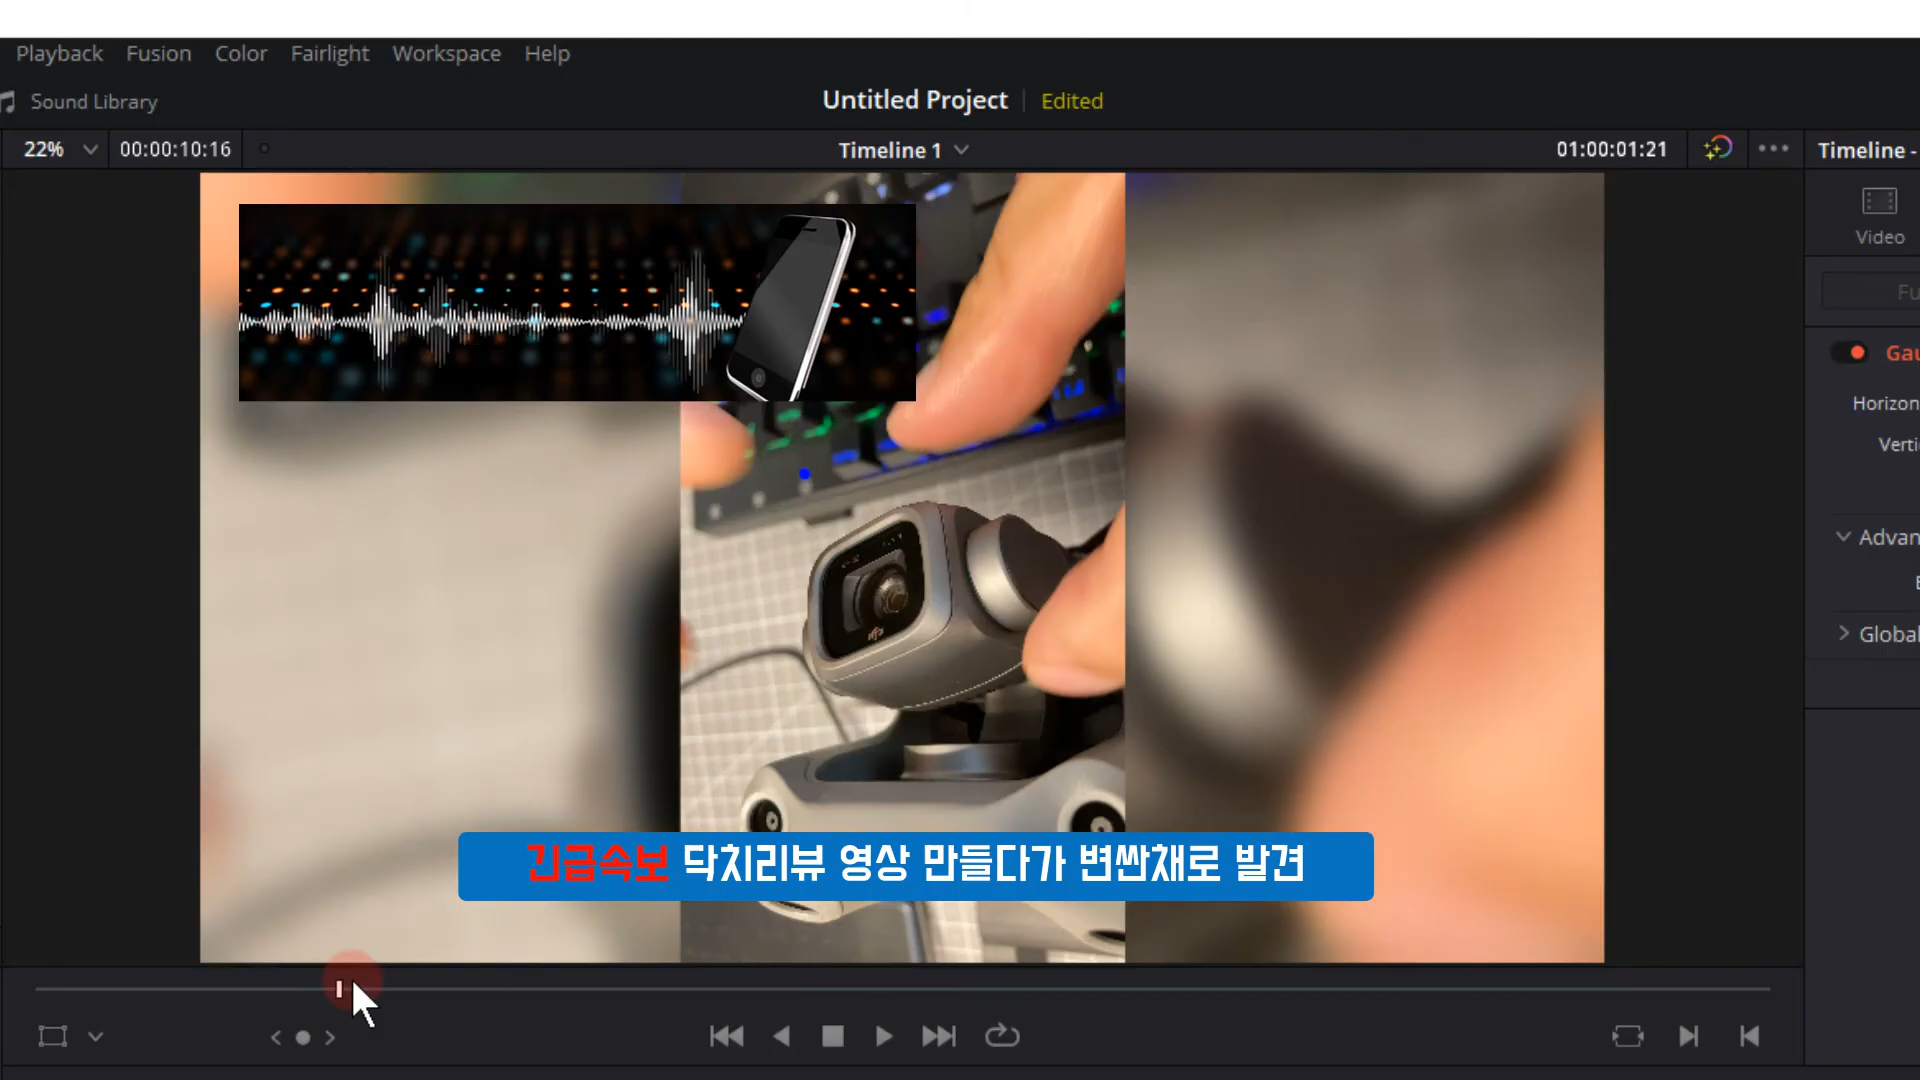 Playback Fusion Color Fairlight Workspace Help
Sound Library
Untitled Project Edited
22% 00:00:10:16 Timeline 1 01:00:01:21 Timeline -
Video
Fu
Gau
Horizon
Verti
Advan
Global
긴급속보 닥치리뷰 영상 만들다가 변싼채로 발견